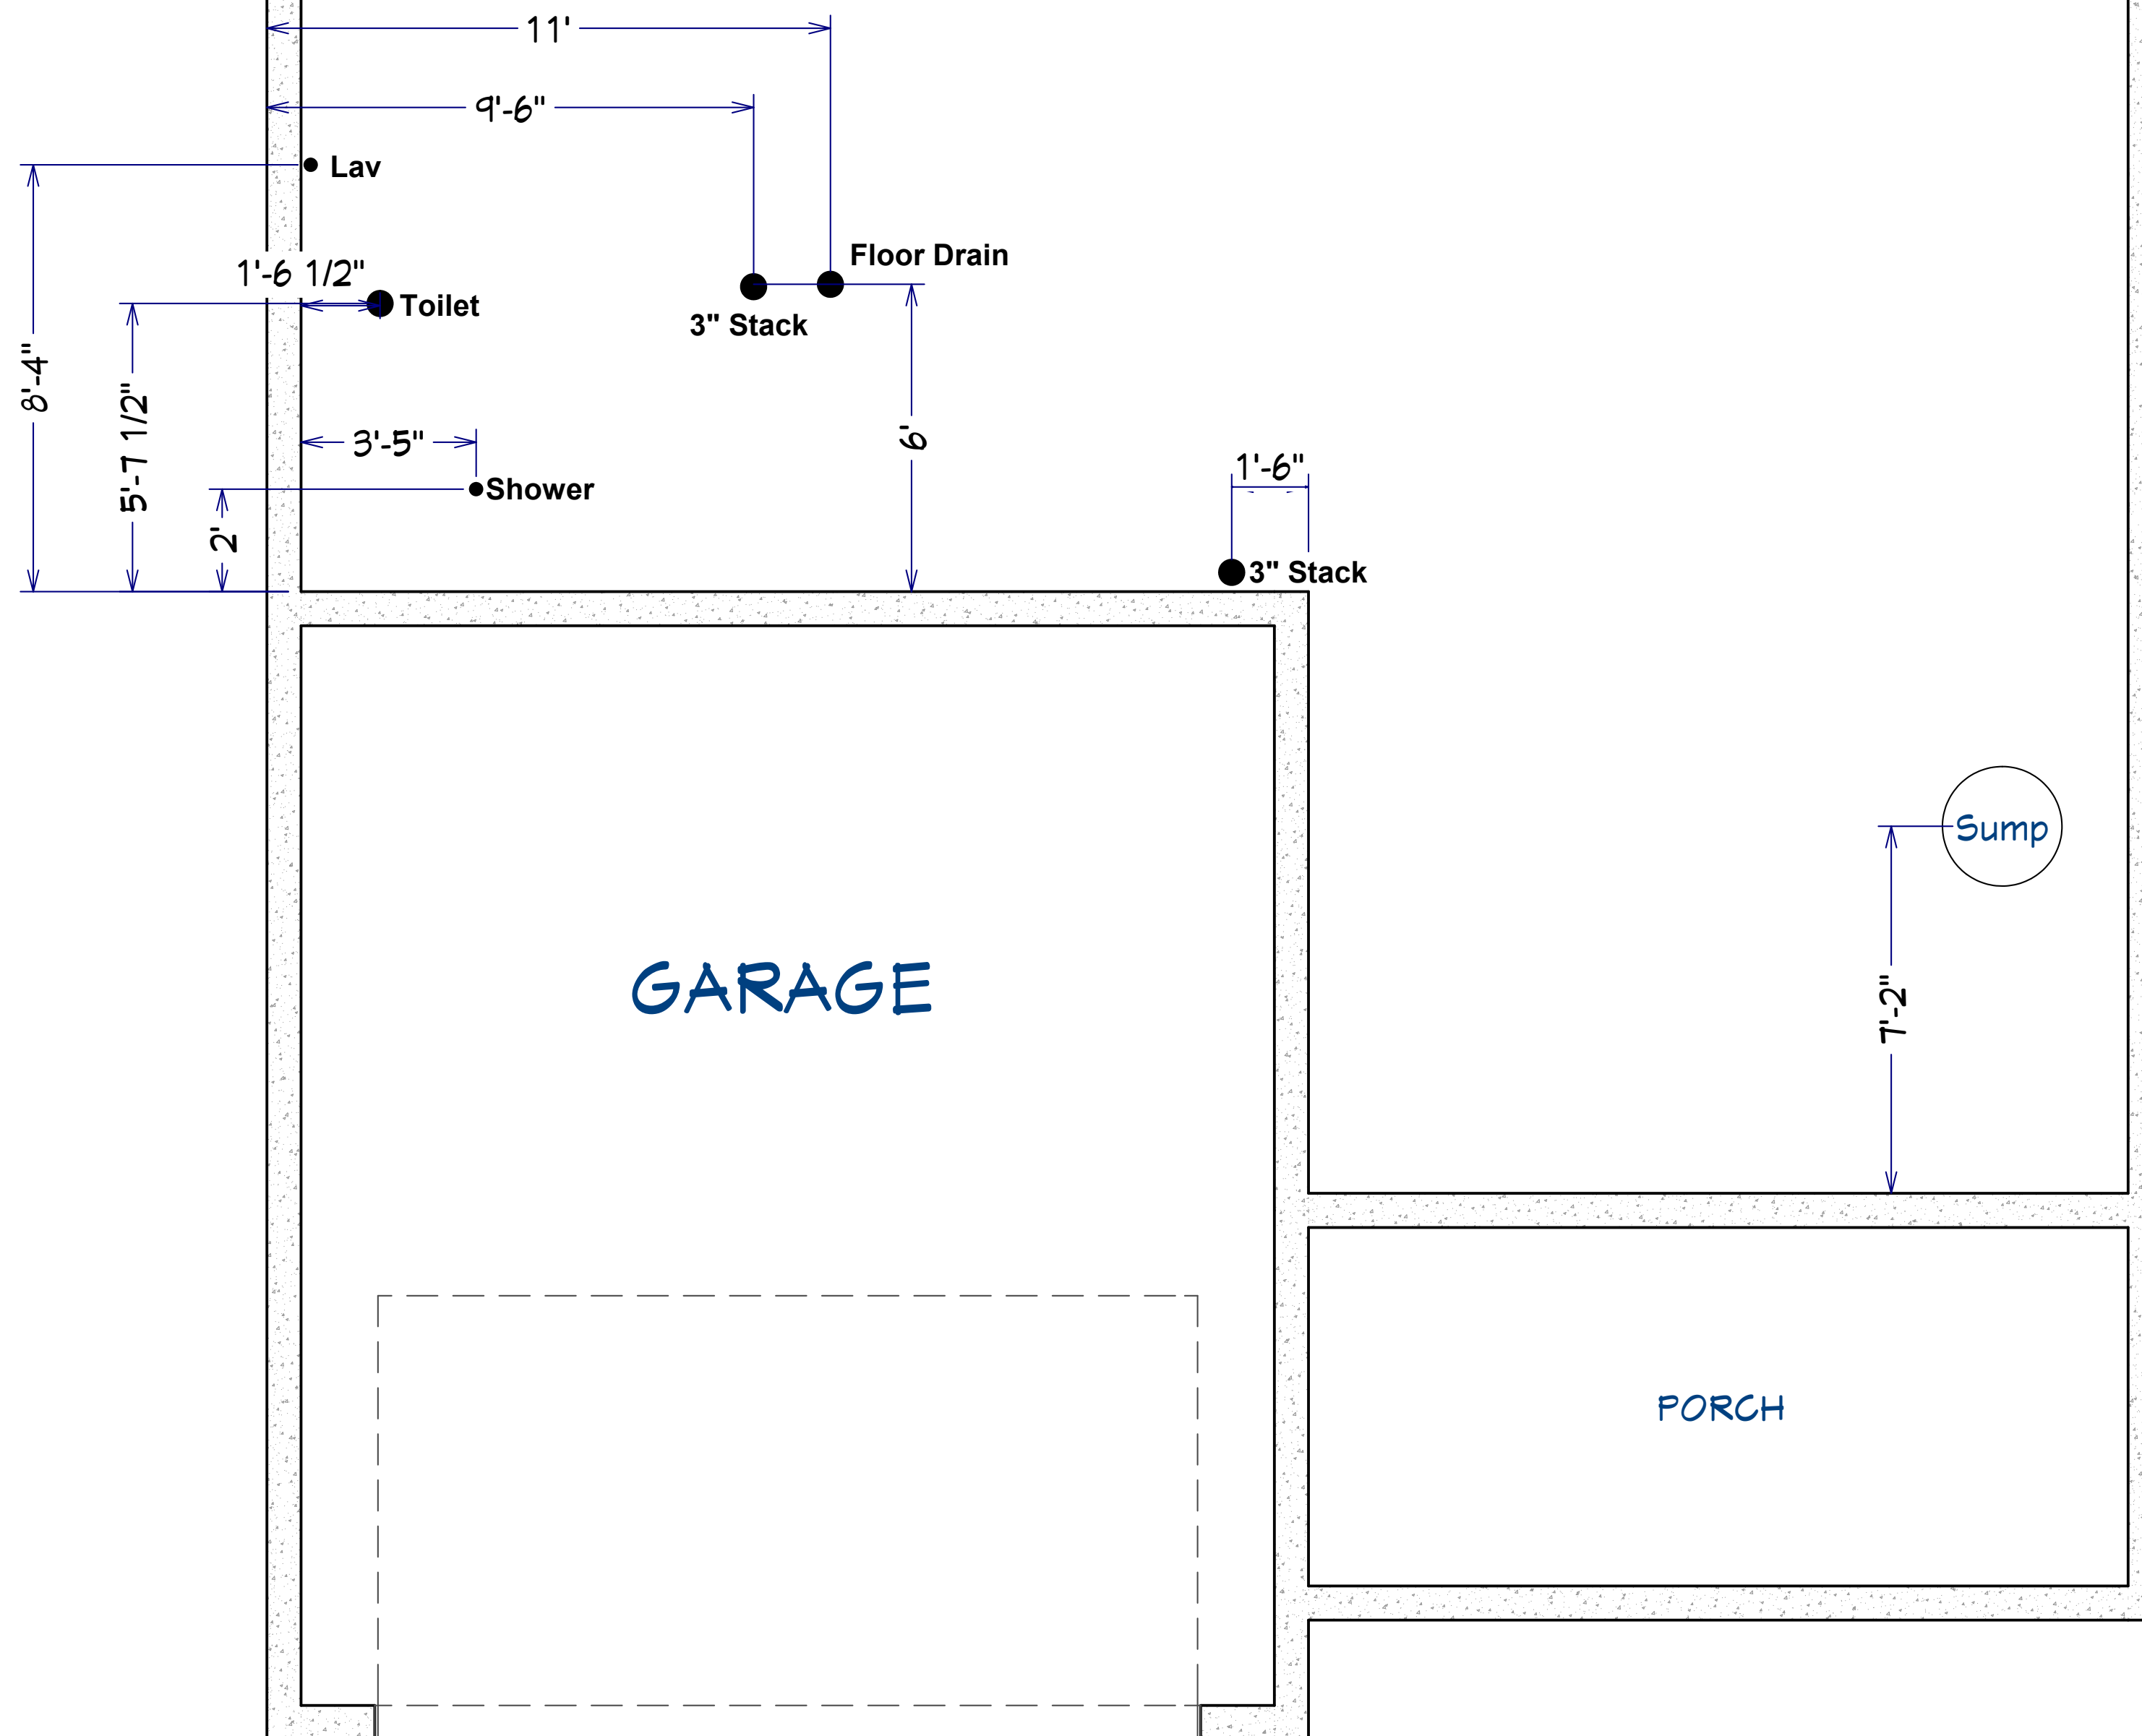 11'
9'-6"
Lav
Floor Drain
1'-6 1/2"
Toilet
3" Stack
8'-4"
5'-7 1/2"
3'-5"
6'
1'-6"
Shower
2'
3" Stack
Sump
GARAGE
7'-2"
PORCH